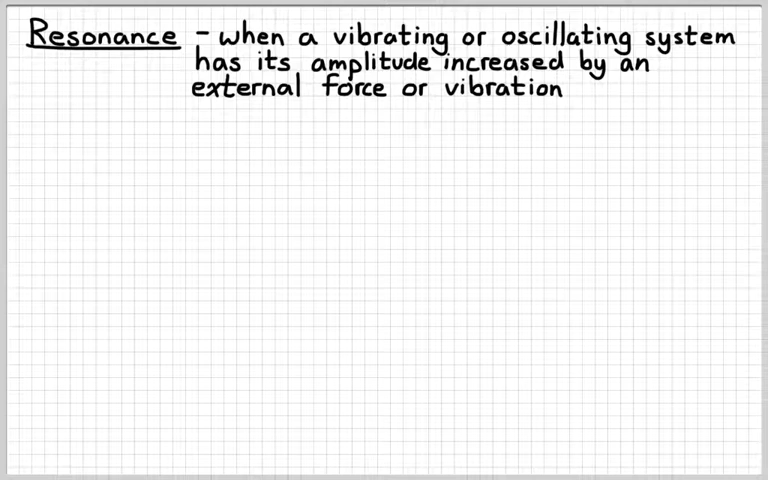 Resonance - when a vibrating or oscillating system
has its amplitude increased by an
external force or vibration